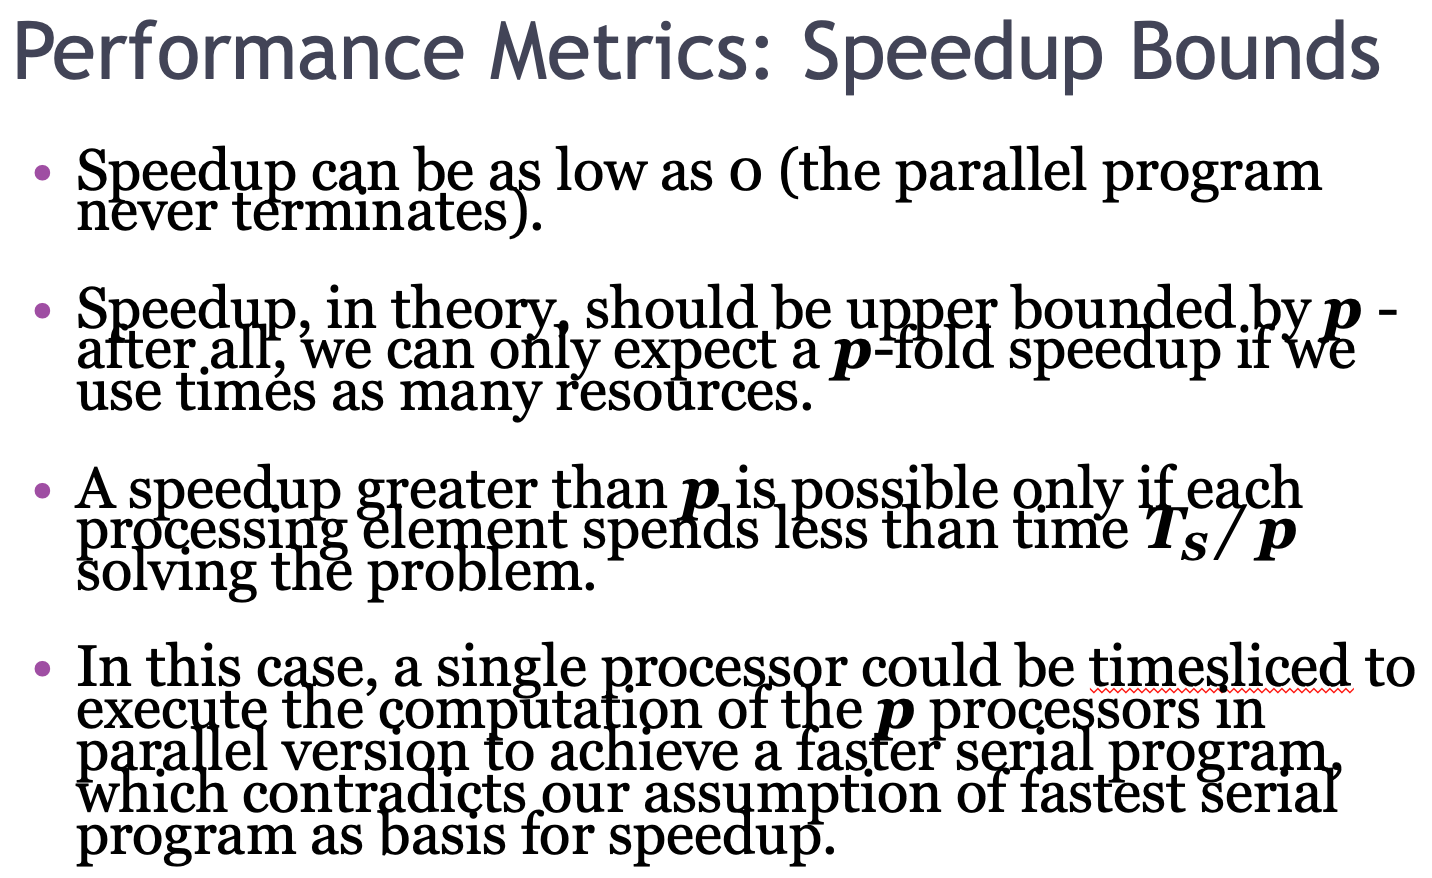 Performance Metrics: Speedup Bounds
• Speedup can be as low as 0 (the parallel program
never terminates).
• Speedup, in theory, should be upper bounded by p -
after all, we can only expect a p-fold speedup if we
use times as many resources.
• A speedup greater than p is possible only if each
processing element spends less than time Ts/ p
solving the problem.
• In this case, a single processor could be timesliced to
execute the computation of the p processors in
parallel version to achieve a faster serial program,
which contradicts our assumption of fastest serial
program as basis for speedup.